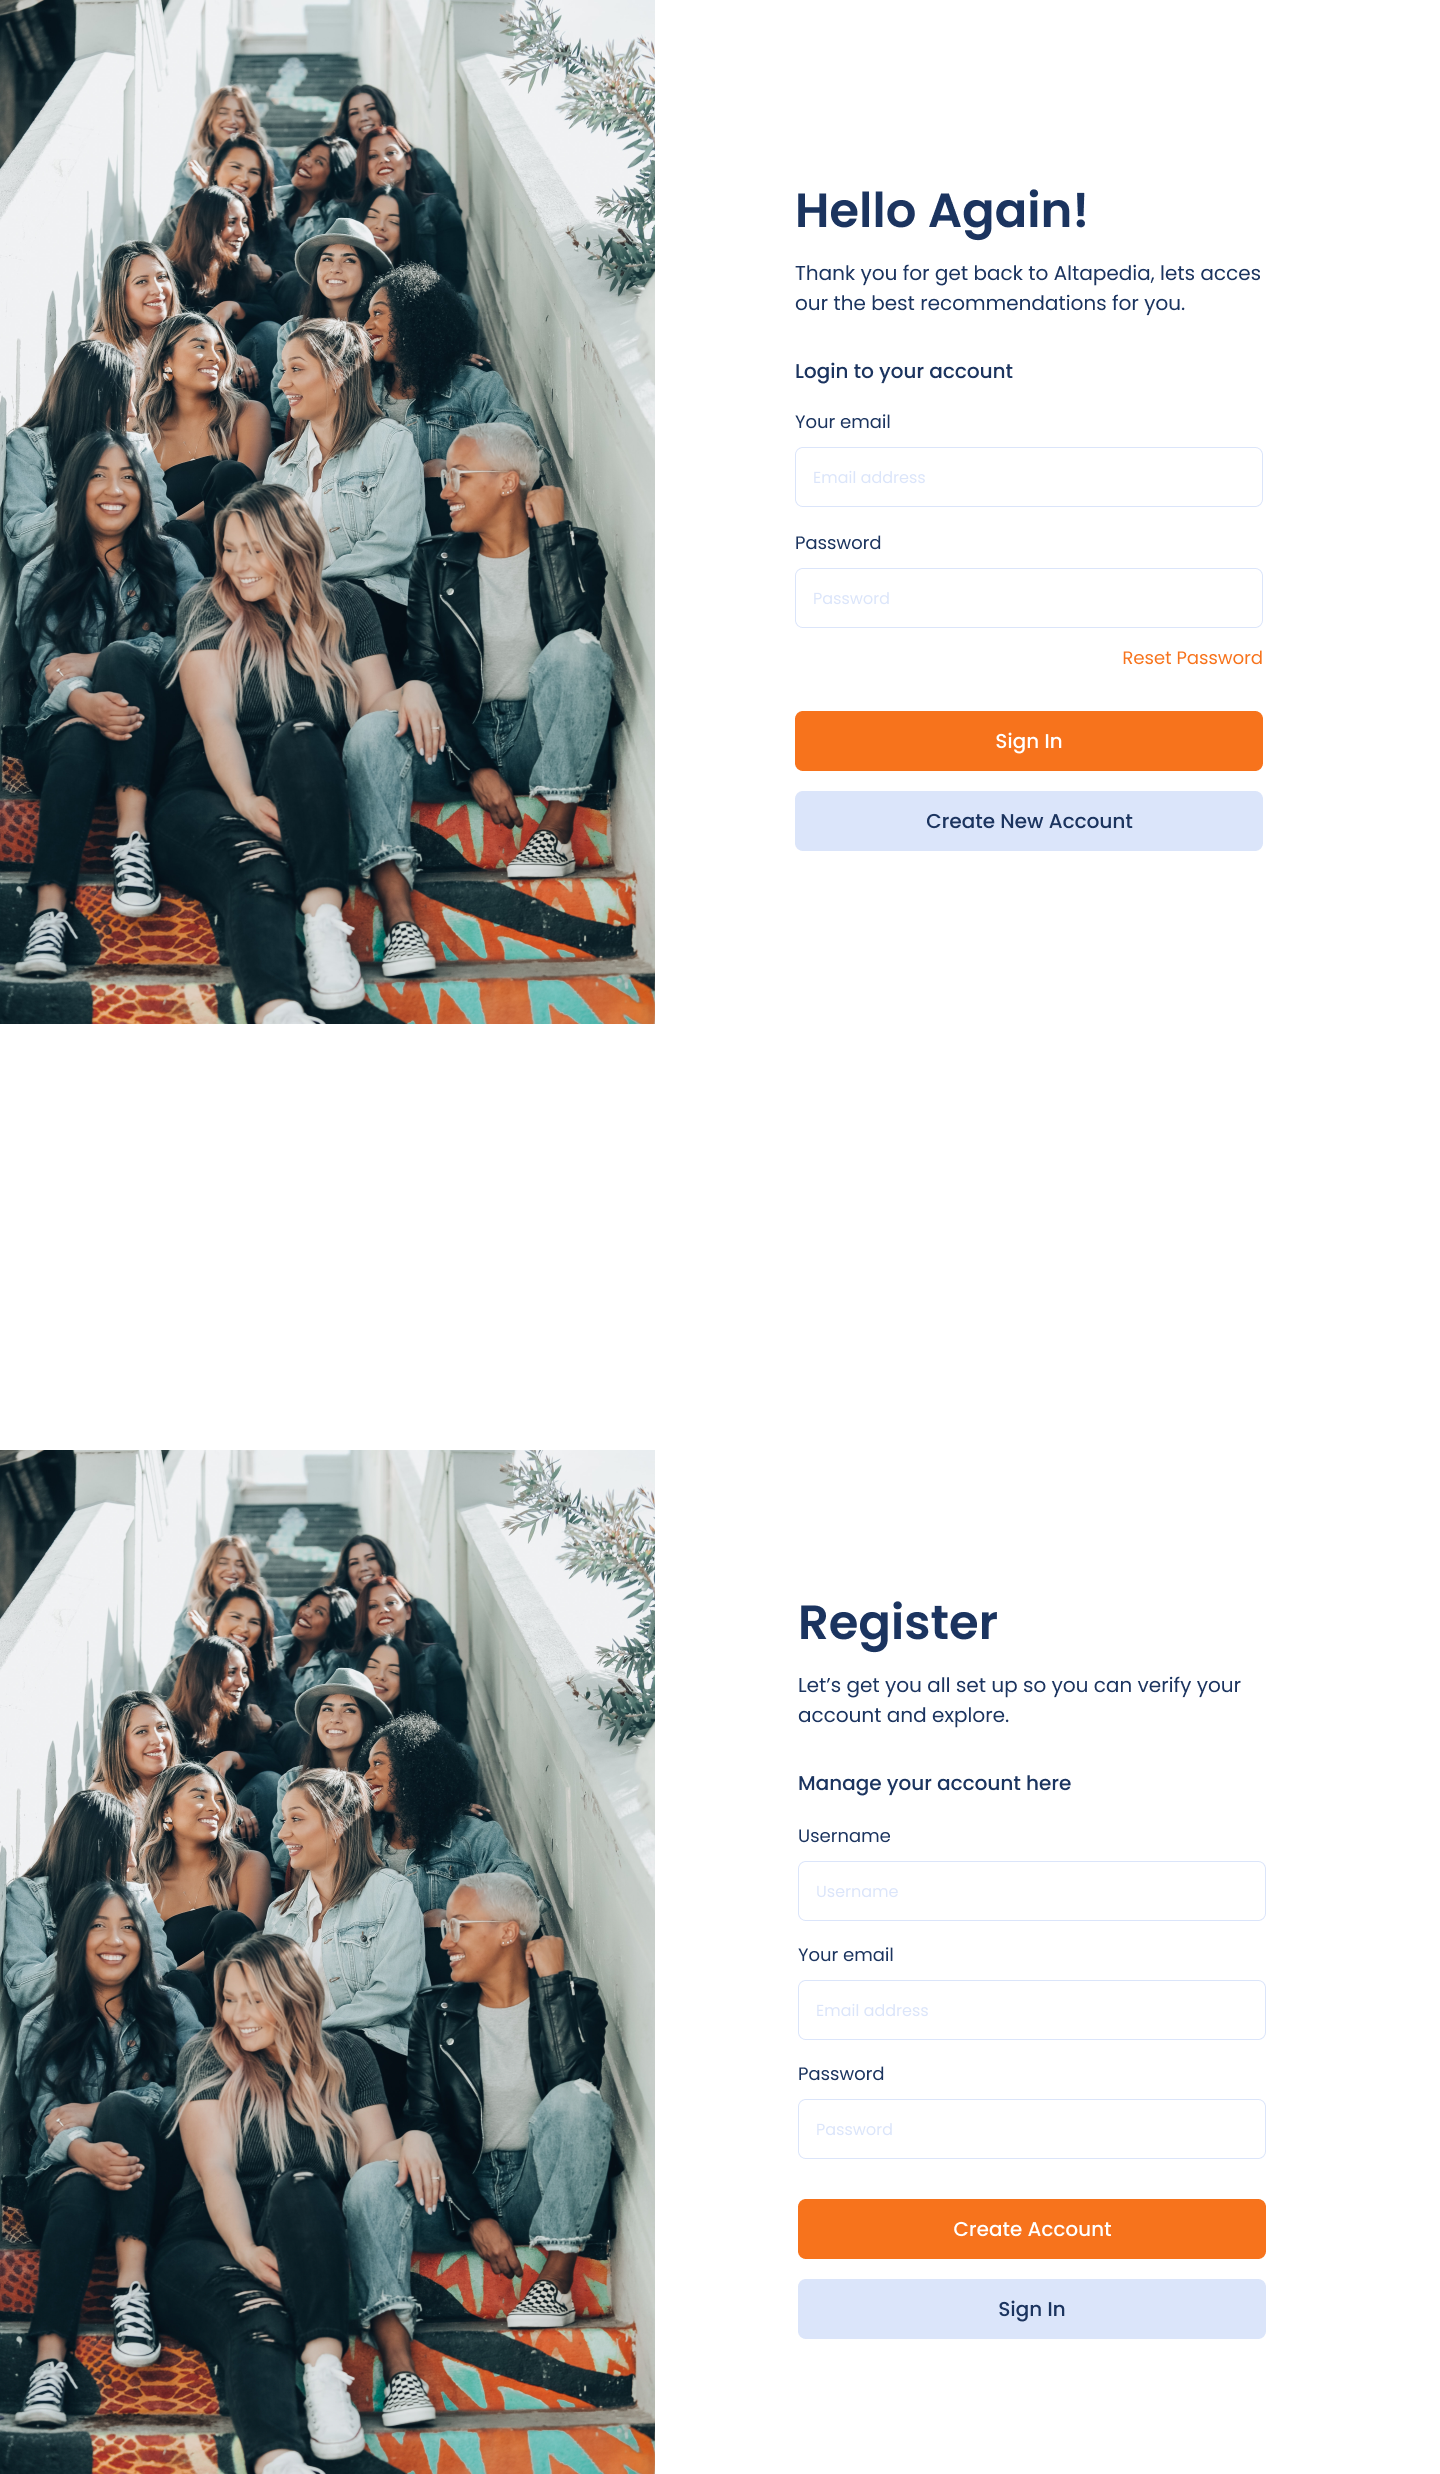 Hello Again!
Thank you for get back to Altapedia, lets acces
our the best recommendations for you.
Login to your account
Your email
Email address
Password
Password
Reset Password
Sign In
Create New Account
Register
Let’s get you all set up so you can verify your
account and explore.
Manage your account here
Username
Username
Your email
Email address
Password
Password
Create Account
Sign In